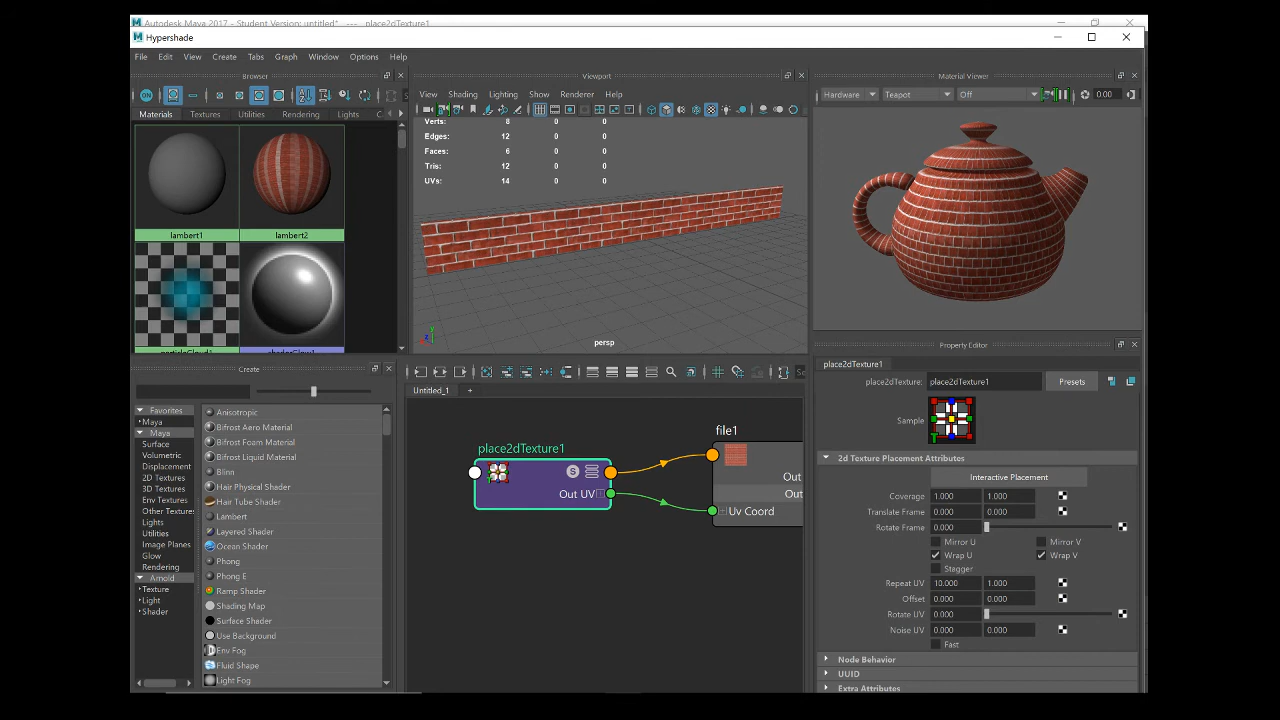 Autodesk Maya 2017 - Student Version: untitled* --- place2dTexture1
Hypershade
File Edit View Create Tabs Graph Window Options Help
Browser
ON
Materials Textures Utilities Rendering Lights
lambert1
lambert2
Viewport
View Shading Lighting Show Renderer Help
Verts: 8 0 0
Edges: 12 0 0
Faces: 6 0 0
Tris: 12 0 0
UVs: 14 0 0
persp
Material Viewer
Hardware Teapot Off 0.00
Create
Favorites
Maya
Maya
Surface
Volumetric
Displacement
2D Textures
3D Textures
Env Textures
Other Textures
Lights
Utilities
Image Planes
Glow
Rendering
Arnold
Texture
Light
Shader
Anisotropic
Bifrost Aero Material
Bifrost Foam Material
Bifrost Liquid Material
Blinn
Hair Physical Shader
Hair Tube Shader
Lambert
Layered Shader
Ocean Shader
Phong
Phong E
Ramp Shader
Shading Map
Surface Shader
Use Background
Env Fog
Fluid Shape
Light Fog
Untitled_1 +
place2dTexture1
S
Out UV
file1
Out
Out
Uv Coord
Property Editor
place2dTexture1
place2dTexture: place2dTexture1 Presets
Sample
2d Texture Placement Attributes
Interactive Placement
Coverage 1.000 1.000
Translate Frame 0.000 0.000
Rotate Frame 0.000
Mirror U Mirror V
Wrap U Wrap V
Stagger
Repeat UV 10.000 1.000
Offset 0.000 0.000
Rotate UV 0.000
Noise UV 0.000 0.000
Fast
Node Behavior
UUID
Extra Attributes